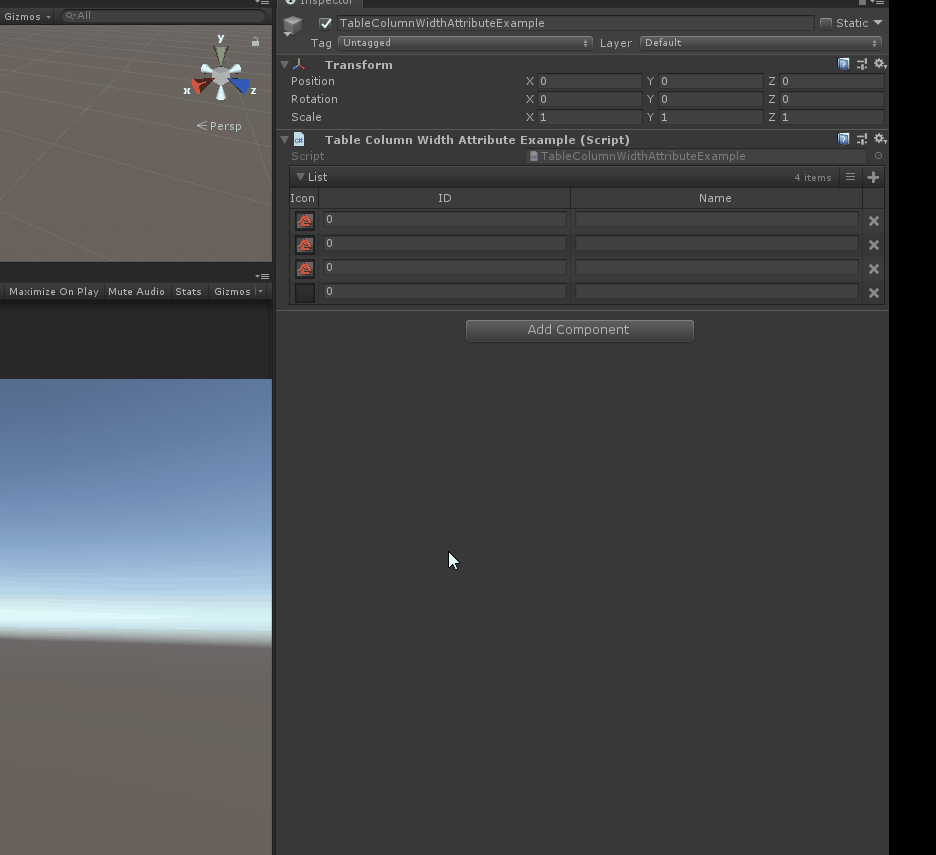 Inspector
Gizmos All
TableColumnWidthAttributeExample Static
Tag Untagged Layer Default
y
x z
Persp
Transform
Position X 0 Y 0 Z 0
Rotation X 0 Y 0 Z 0
Scale X 1 Y 1 Z 1
Table Column Width Attribute Example (Script)
Script TableColumnWidthAttributeExample
List 4 items
Icon ID Name
0
0
0
0
Maximize On Play Mute Audio Stats Gizmos
Add Component